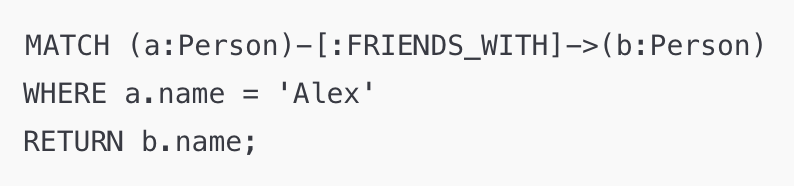 MATCH (a:Person)-[:FRIENDS_WITH]->(b:Person)
WHERE a.name = 'Alex'
RETURN b.name;